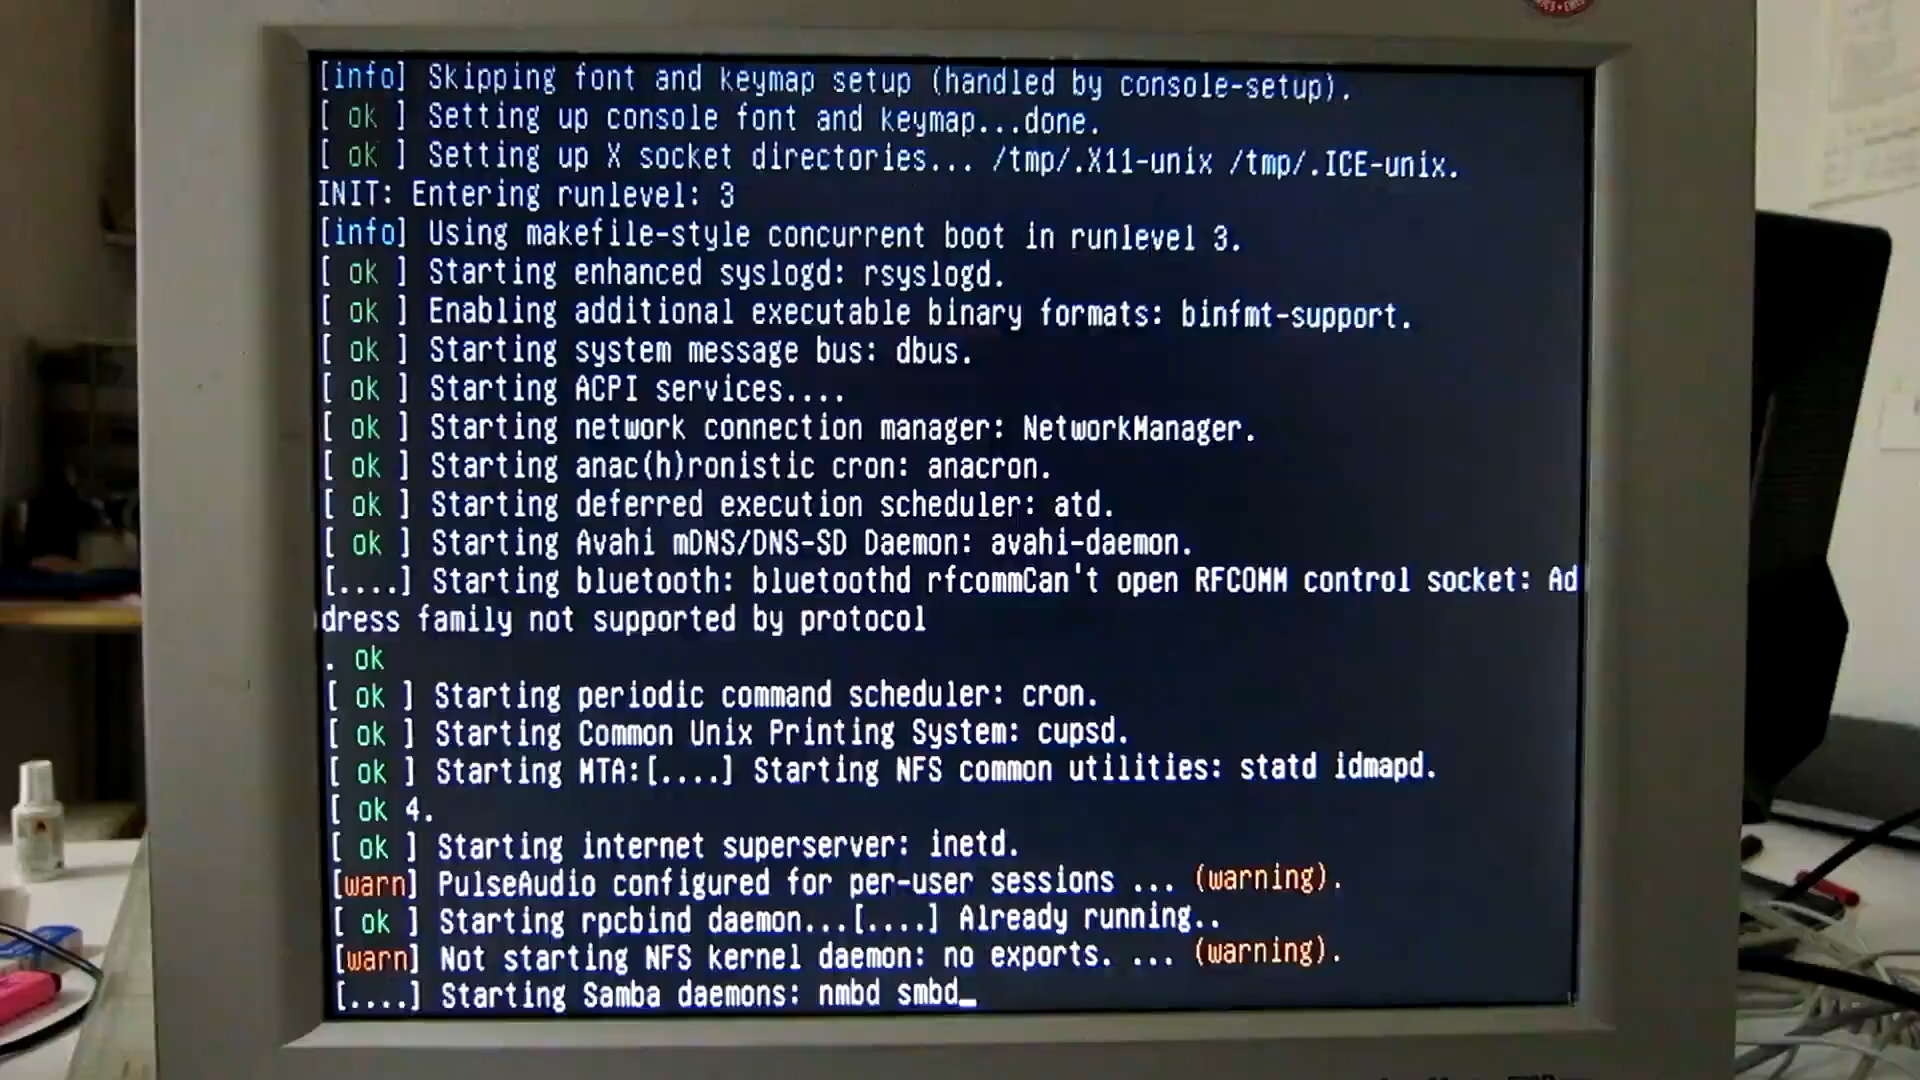 [info] Skipping font and keymap setup (handled by console-setup).
[ ok ] Setting up console font and keymap...done.
[ ok ] Setting up X socket directories... /tmp/.X11-unix /tmp/.ICE-unix.
INIT: Entering runlevel: 3
[info] Using makefile-style concurrent boot in runlevel 3.
[ ok ] Starting enhanced syslogd: rsyslogd.
[ ok ] Enabling additional executable binary formats: binfmt-support.
[ ok ] Starting system message bus: dbus.
[ ok ] Starting ACPI services....
[ ok ] Starting network connection manager: NetworkManager.
[ ok ] Starting anac(h)ronistic cron: anacron.
[ ok ] Starting deferred execution scheduler: atd.
[ ok ] Starting Avahi mDNS/DNS-SD Daemon: avahi-daemon.
[....] Starting bluetooth: bluetoothd rfcommCan't open RFCOMM control socket: Ad
dress family not supported by protocol
. ok
[ ok ] Starting periodic command scheduler: cron.
[ ok ] Starting Common Unix Printing System: cupsd.
[ ok ] Starting MTA:[....] Starting NFS common utilities: statd idmapd.
[ ok 4.
[ ok ] Starting internet superserver: inetd.
[warn] PulseAudio configured for per-user sessions ... (warning).
[ ok ] Starting rpcbind daemon...[....] Already running..
[warn] Not starting NFS kernel daemon: no exports. ... (warning).
[....] Starting Samba daemons: nmbd smbd_